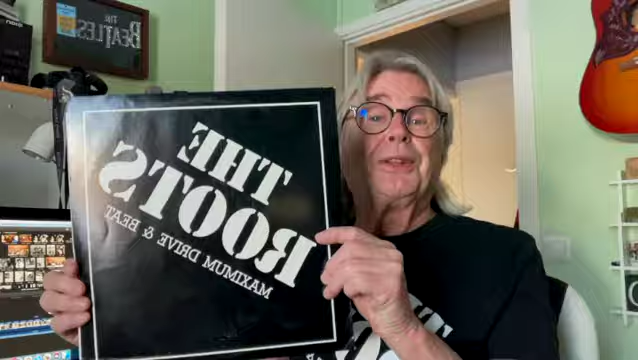 THE
BEATLES
THE
ROOTS
MAXIMUM DRIVE & BEAT